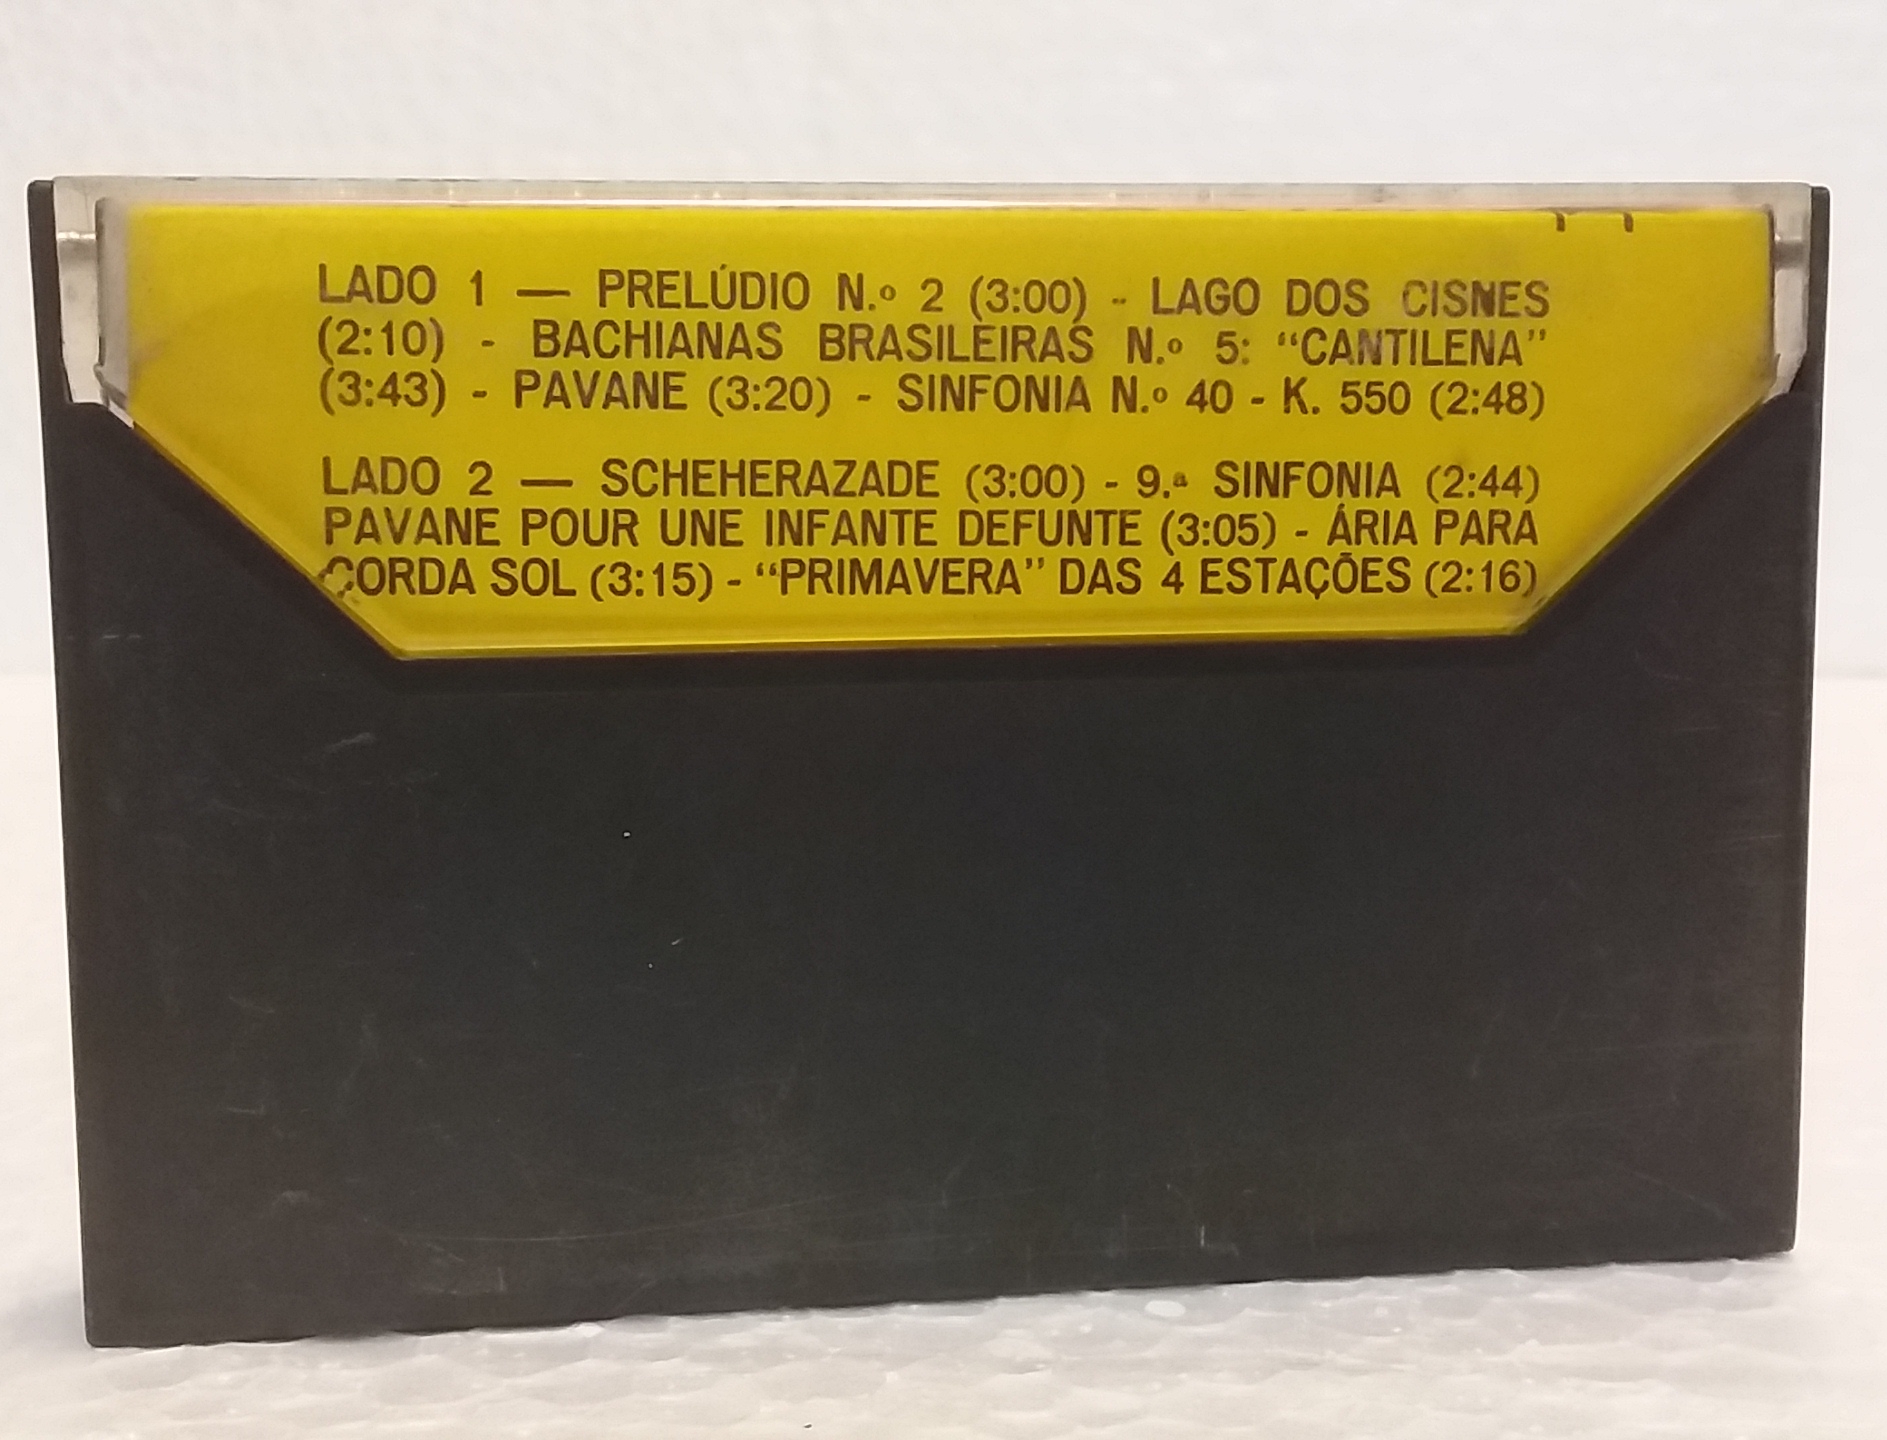 LADO 1 — PRELÚDIO N.º 2 (3:00) - LAGO DOS CISNES
(2:10) - BACHIANAS BRASILEIRAS N.º 5: “CANTILENA”
(3:43) - PAVANE (3:20) - SINFONIA N.º 40 - K. 550 (2:48)
LADO 2 — SCHEHERAZADE (3:00) - 9.ª SINFONIA (2:44)
PAVANE POUR UNE INFANTE DEFUNTE (3:05) - ÁRIA PARA
CORDA SOL (3:15) - “PRIMAVERA” DAS 4 ESTAÇÕES (2:16)